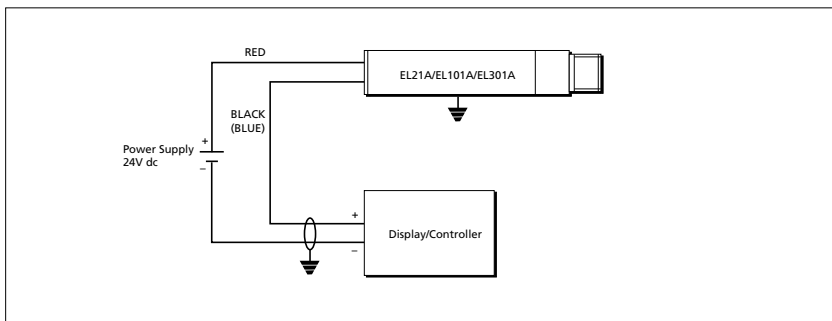 RED
EL21A/EL101A/EL301A
BLACK
(BLUE)
+
Power Supply
24V dc
–
+
Display/Controller
–